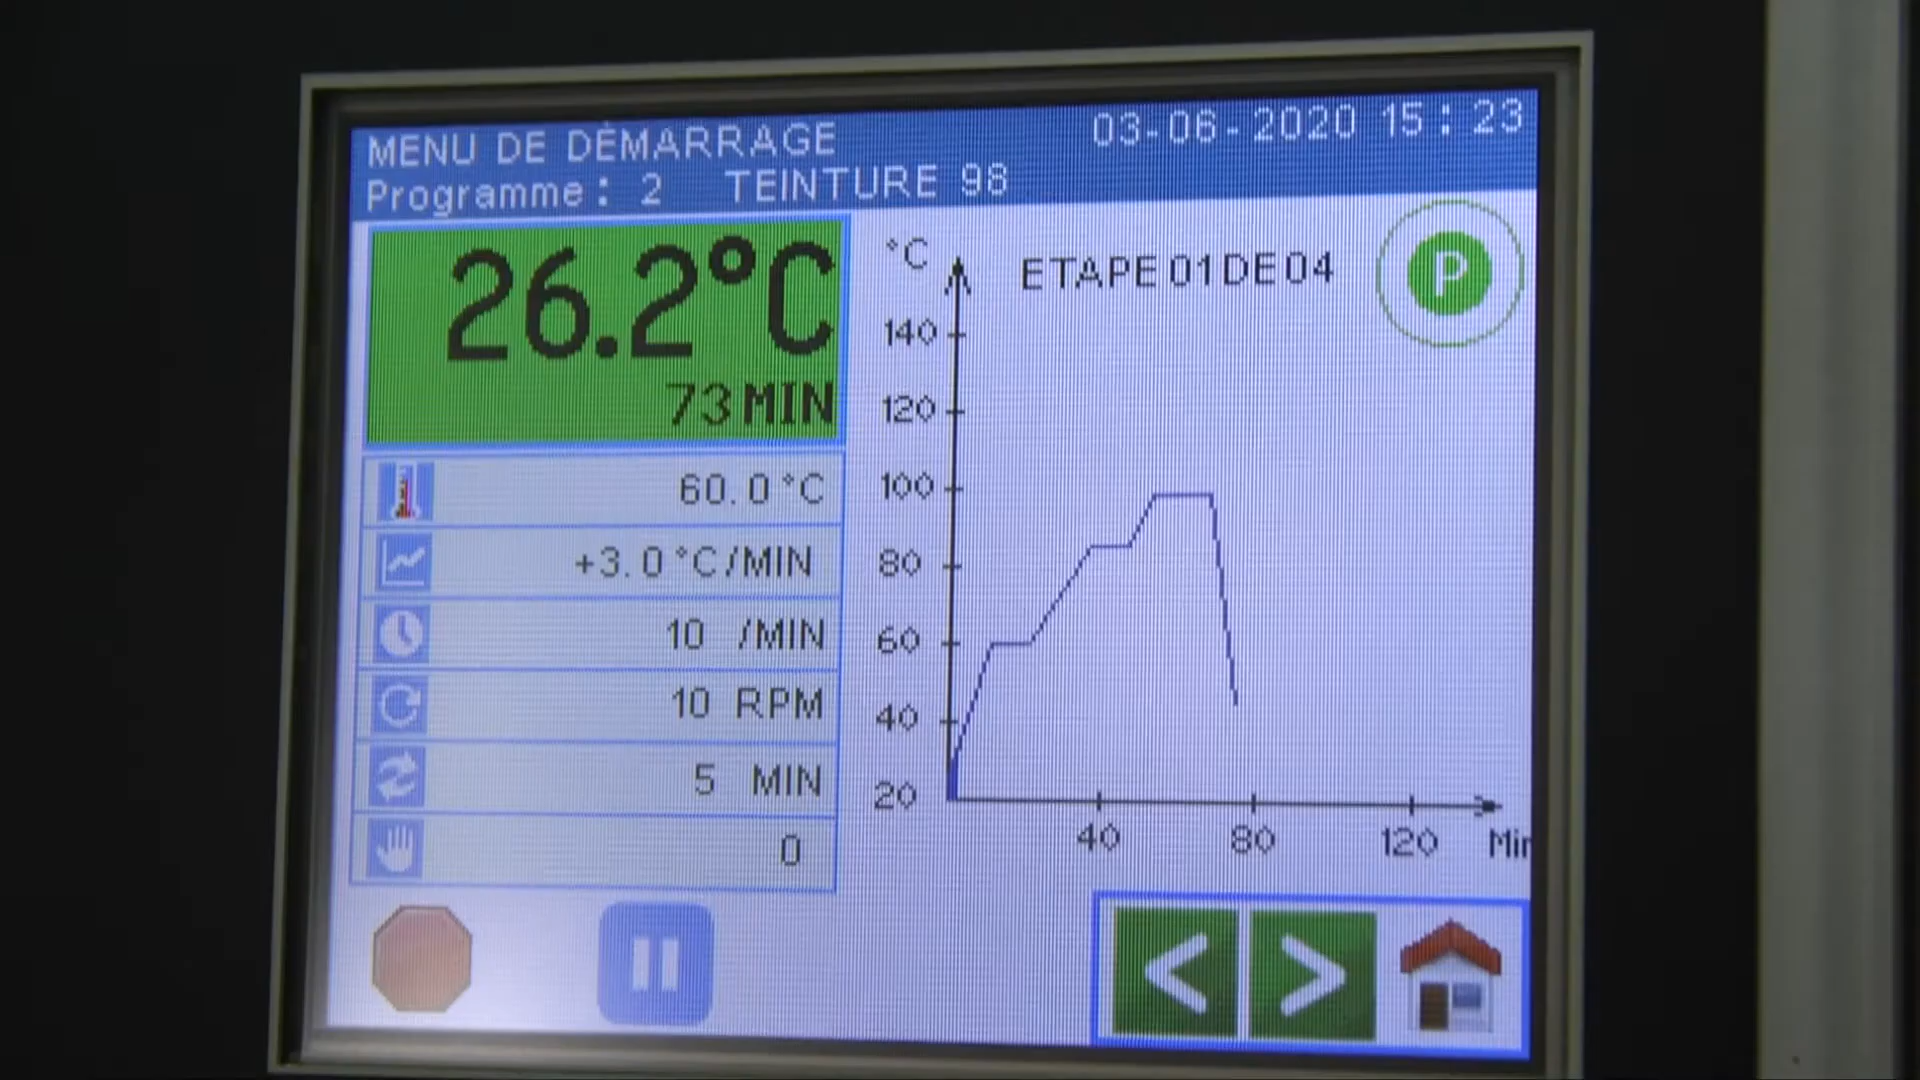 MENU DE DÉMARRAGE 03-06-2020 15:23
Programme: 2 TEINTURE 98
26.2°C
73 MIN
60.0 °C
+3.0 °C/MIN
10 /MIN
10 RPM
5 MIN
0
°C
ETAPE 01 DE 04
P
140
120
100
80
60
40
20
40 80 120 Min